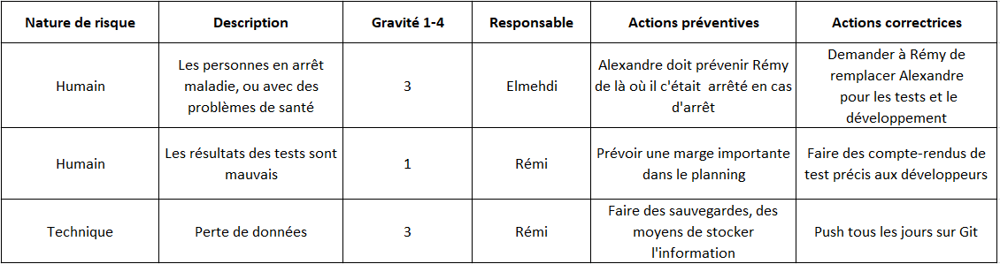 Nature de risque
Description
Gravité 1-4
Responsable
Actions préventives
Actions correctrices
Humain
Les personnes en arrêt
maladie, ou avec des
problèmes de santé
3
Elmehdi
Alexandre doit prévenir Rémy
de là où il c'était arrêté en cas
d'arrêt
Demander à Rémy de
remplacer Alexandre
pour les tests et le
développement
Humain
Les résultats des tests sont
mauvais
1
Rémi
Prévoir une marge importante
dans le planning
Faire des compte-rendus de
test précis aux développeurs
Technique
Perte de données
3
Rémi
Faire des sauvegardes, des
moyens de stocker
l'information
Push tous les jours sur Git